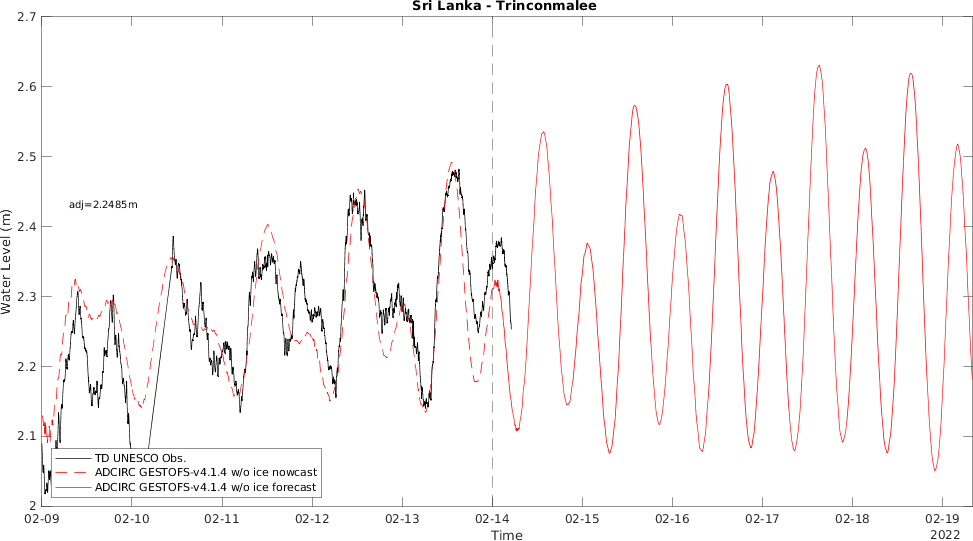 Sri Lanka - Trinconmalee
2.7
2.6
2.5
2.4
2.3
2.2
2.1
2
Water Level (m)
adj=2.2485m
TD UNESCO Obs.
ADCIRC GESTOFS-v4.1.4 w/o ice nowcast
ADCIRC GESTOFS-v4.1.4 w/o ice forecast
02-09 02-10 02-11 02-12 02-13 02-14 02-15 02-16 02-17 02-18 02-19
2022
Time